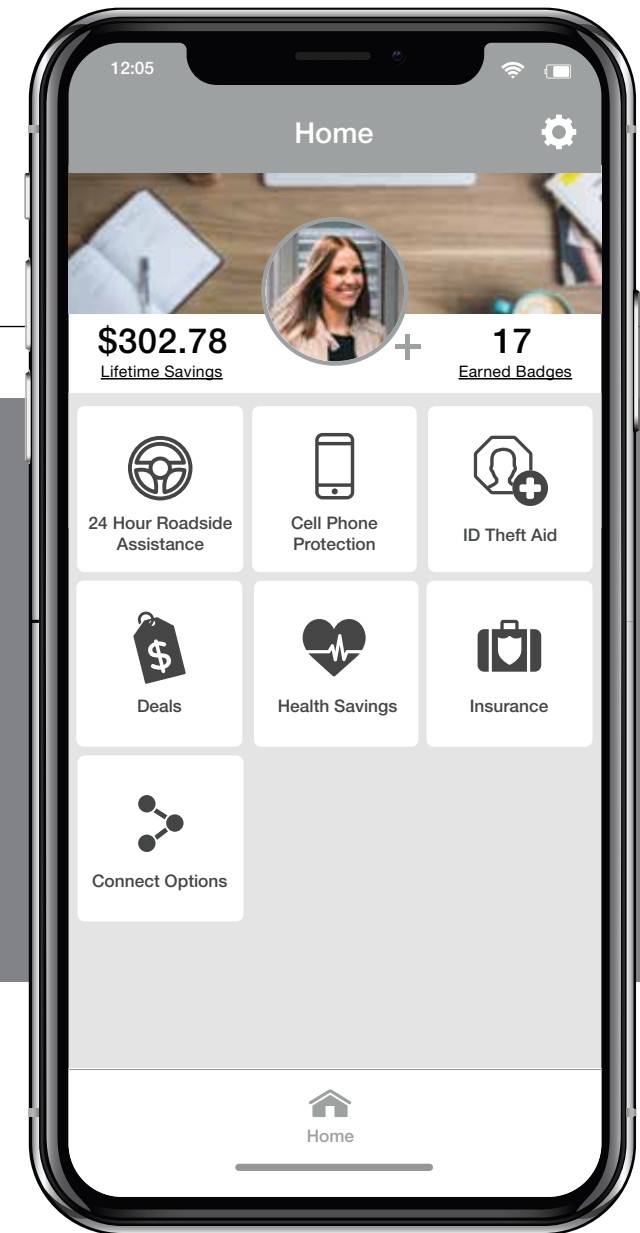 12:05
Home
$302.78
Lifetime Savings
17
Earned Badges
24 Hour Roadside
Assistance
Cell Phone
Protection
ID Theft Aid
$
Deals
Health Savings
Insurance
Connect Options
Home